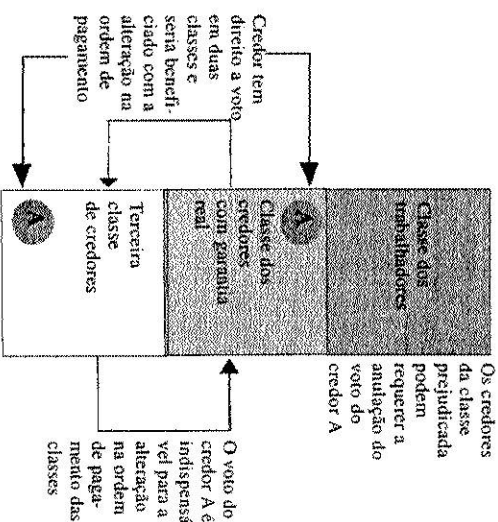 Credor tem
direito a voto
em duas
classes e
seria benefi-
ciado com a
alteração na
ordem de
pagamento
Classe dos
trabalhadores
A
Classe dos
credores
com garantia
real
Terceira
classe
de credores
A
Os credores
da classe
prejudicada
podem
requerer a
anulação do
voto do
credor A
O voto do
credor A é
indispensá
vel para a
alteração
na ordem
de paga-
mento das
classes